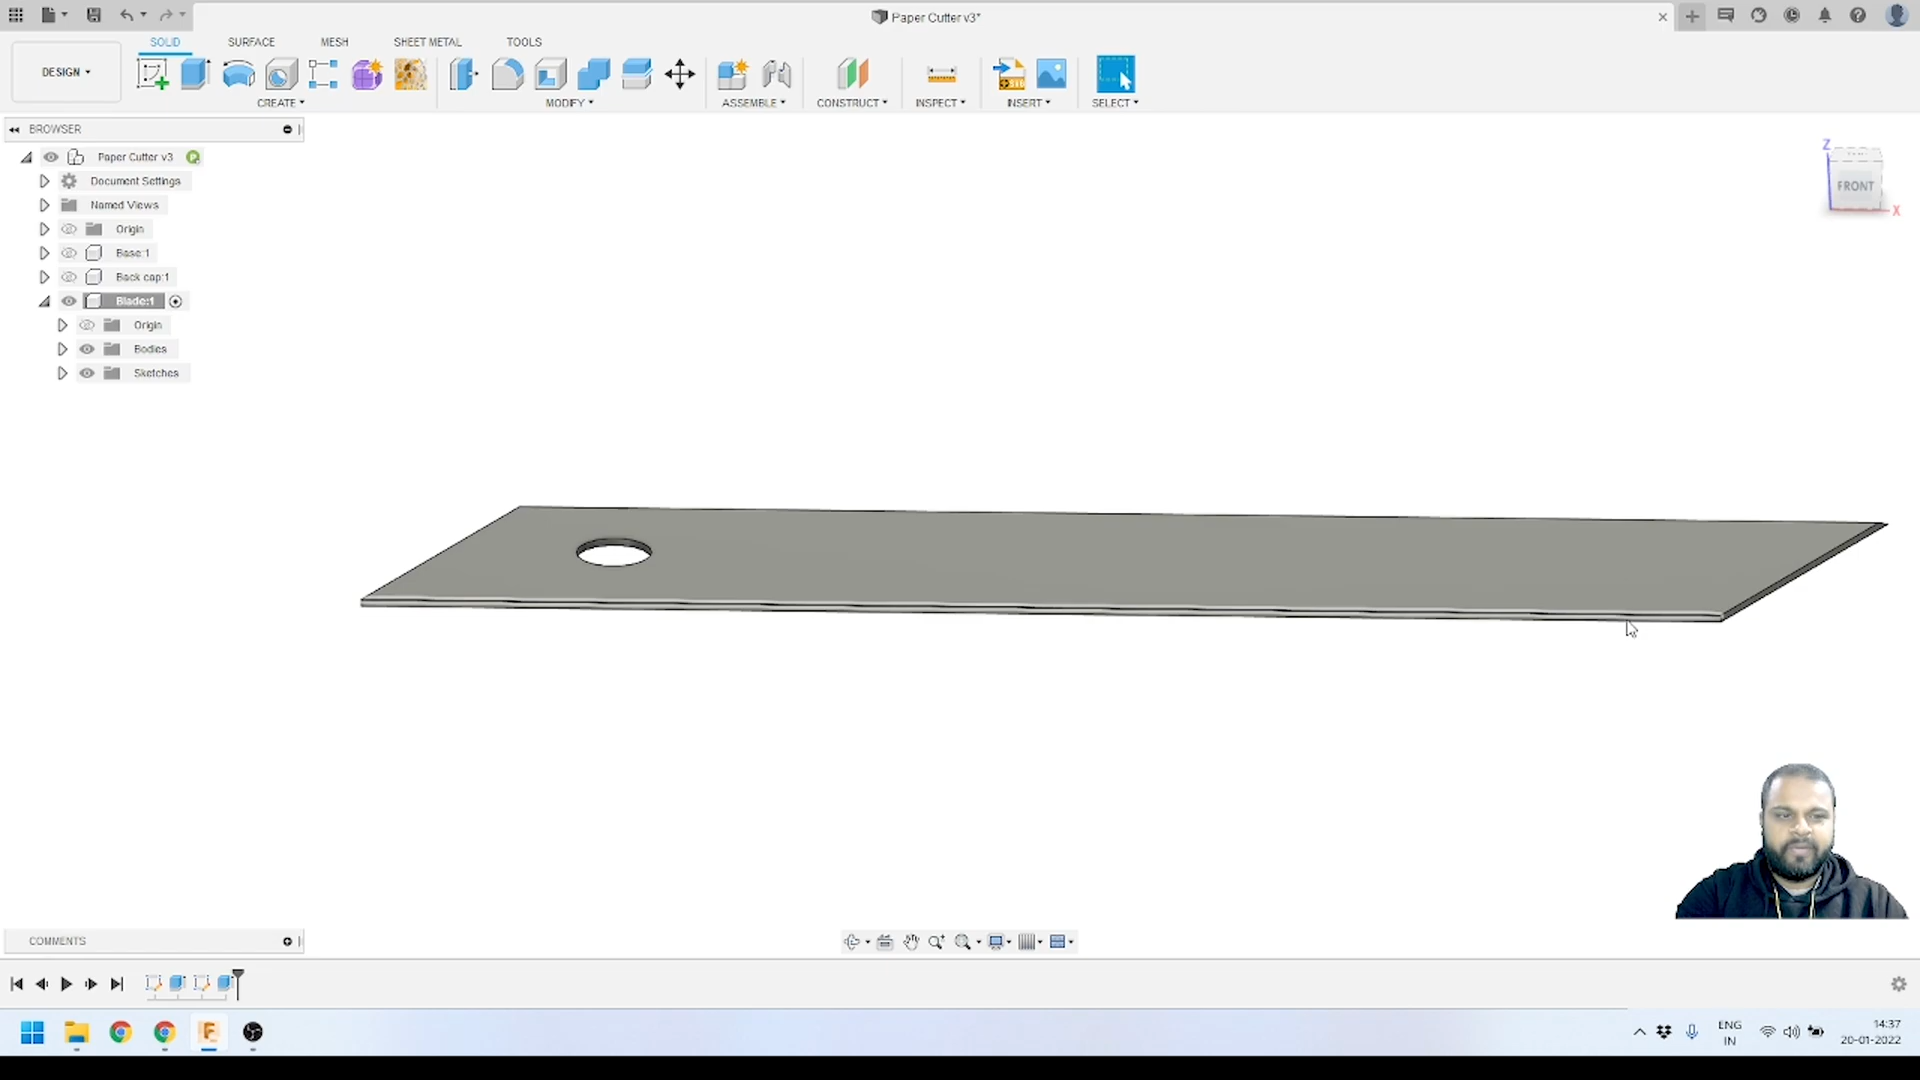 Paper Cutter v3*
SOLID
SURFACE
MESH
SHEET METAL
TOOLS
DESIGN
CREATE
MODIFY
ASSEMBLE
CONSTRUCT
INSPECT
INSERT
SELECT
BROWSER
Paper Cutter v3
Document Settings
Named Views
Origin
Base:1
Back cap:1
Blade:1
Origin
Bodies
Sketches
Z
FRONT
X
COMMENTS
ENG
IN
14:37
20-01-2022